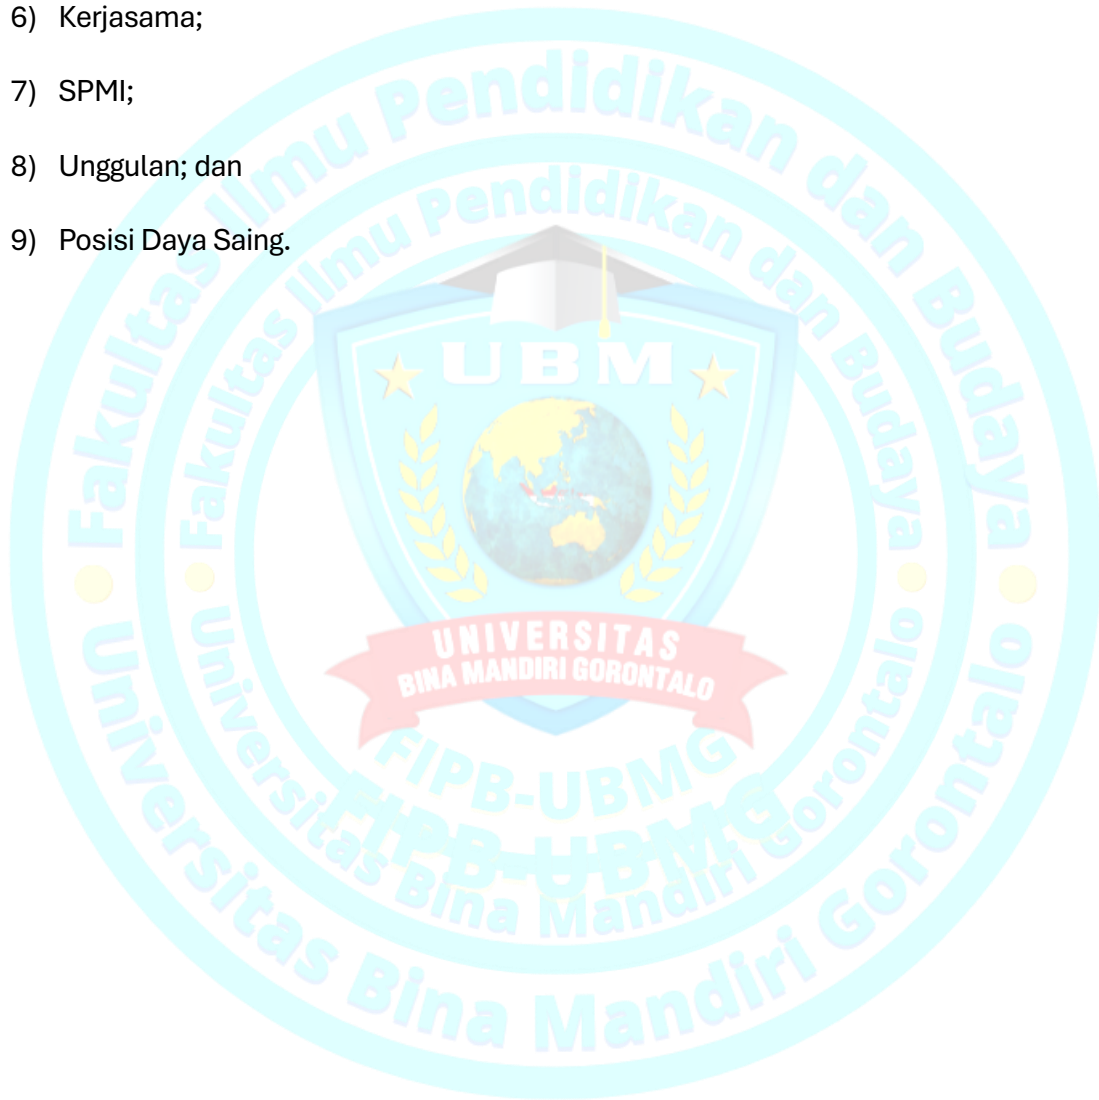 6) Kerjasama;
7) SPMI;
8) Unggulan; dan
9) Posisi Daya Saing.
Fakultas Ilmu Pendidikan dan Budaya
Fakultas Ilmu Pendidikan dan Budaya
UBM
UNIVERSITAS
BINA MANDIRI GORONTALO
FIPB-UBMG
FIPB-UBMG
Universitas Bina Mandiri Gorontalo
Universitas Bina Mandiri Gorontalo